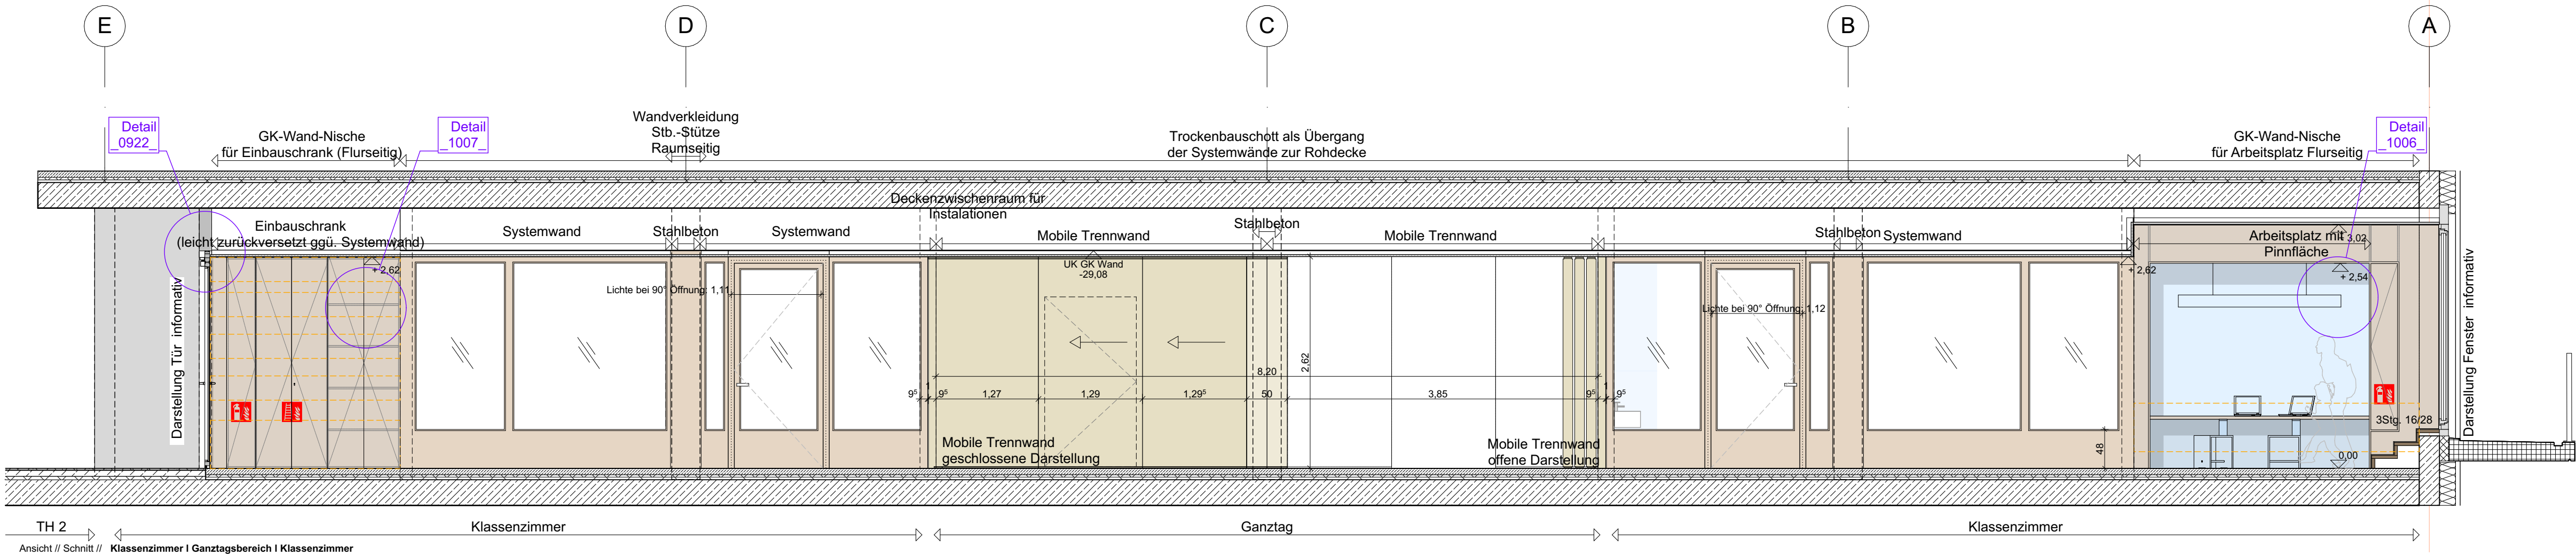 E
D
C
B
A
Detail
_0922_
GK-Wand-Nische
für Einbauschrank (Flurseitig)
Detail
_1007_
Wandverkleidung
Stb.-Stütze
Raumseitig
Trockenbauschott als Übergang
der Systemwände zur Rohdecke
GK-Wand-Nische
für Arbeitsplatz Flurseitig
Detail
_1006_
Deckenzwischenraum für
Instalationen
Einbauschrank
(leicht zurückversetzt ggü. Systemwand)
Systemwand
Stahlbeton
Systemwand
Mobile Trennwand
Stahlbeton
Mobile Trennwand
Stahlbeton
Systemwand
Arbeitsplatz mit
Pinnfläche
+ 3,02
+ 2,62
UK GK Wand
-29,08
+ 2,62
+ 2,54
Lichte bei 90° Öffnung: 1,11
Lichte bei 90° Öffnung: 1,12
Darstellung Tür informativ
Darstellung Fenster informativ
2,62
8,20
9⁵
1
9⁵
1,27
1,29
1,29⁵
50
3,85
9⁵
1
9⁵
48
3Stg. 16/28
0,00
Mobile Trennwand
geschlossene Darstellung
Mobile Trennwand
offene Darstellung
TH 2
Klassenzimmer
Ganztag
Klassenzimmer
Ansicht // Schnitt // Klassenzimmer I Ganztagsbereich I Klassenzimmer